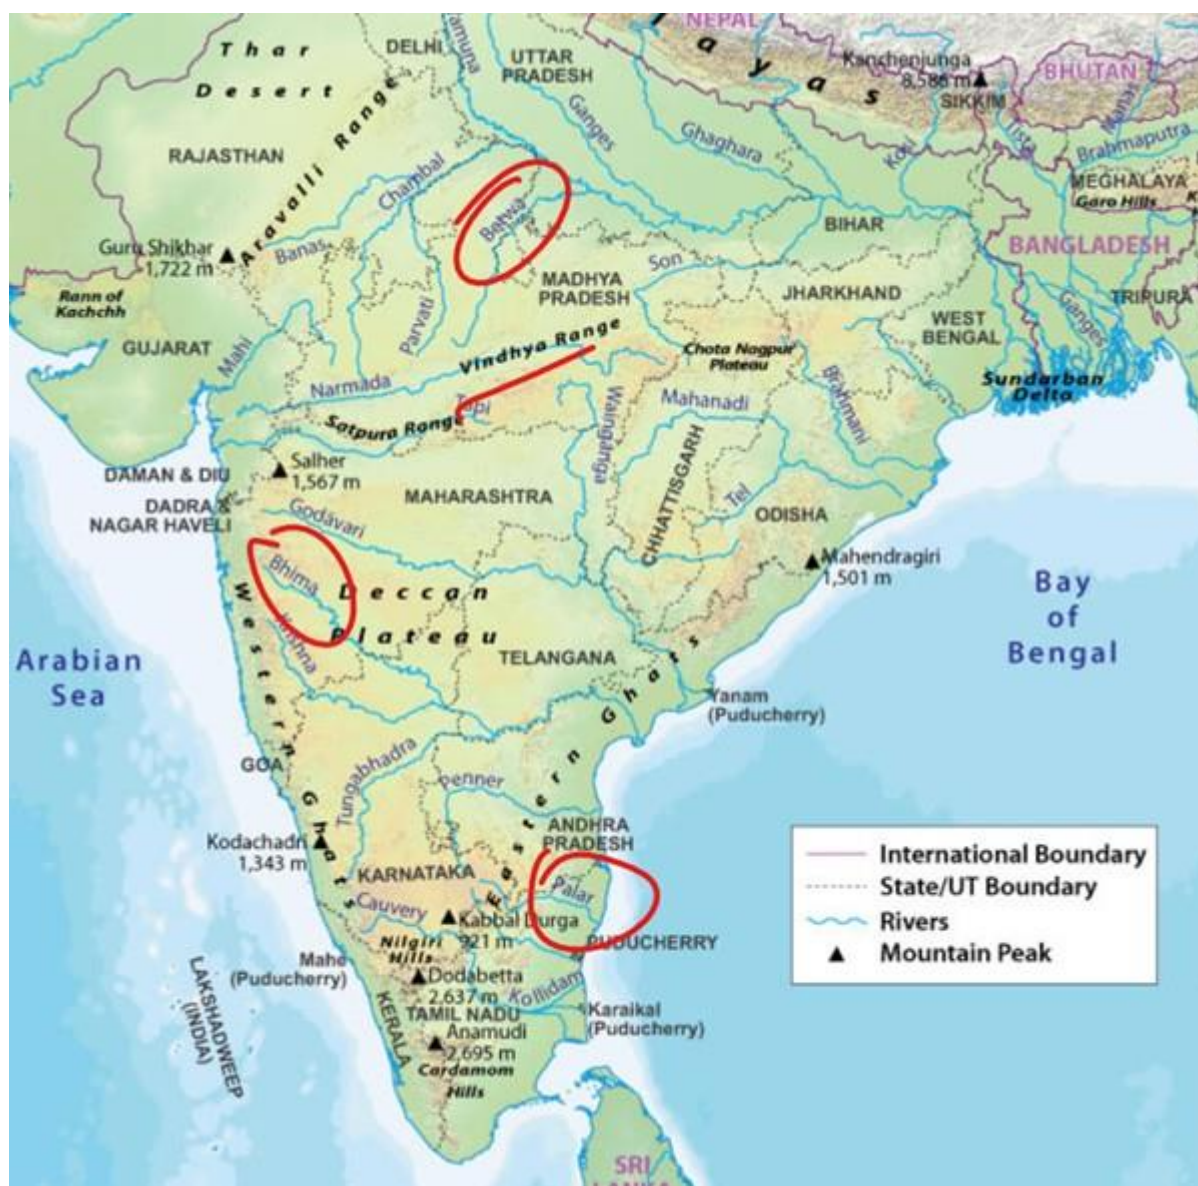 NEPAL
a
y
a
s
Thar
Desert
DELHI
Yamuna
UTTAR
PRADESH
Kanchenjunga
8,586 m
SIKKIM
BHUTAN
Manas
Ganges
Ghaghara
Kosi
Tista
Brahmaputra
RAJASTHAN
Aravalli Range
Chambal
MEGHALAYA
Garo Hills
K
Guru Shikhar
1,722 m
Banas
Betwa
BIHAR
BANGLADESH
Rann of
Kachchh
Parvati
MADHYA
PRADESH
Son
JHARKHAND
TRIPURA
Ganges
GUJARAT
Mahi
Vindhya Range
WEST
BENGAL
Chota Nagpur
Plateau
Narmada
Tapi
Satpura Range
Wainganga
Mahanadi
Brahmani
Sundarban
Delta
Salher
1,567 m
DAMAN & DIU
DADRA &
NAGAR HAVELI
MAHARASHTRA
CHHATTISGARH
Tel
ODISHA
Godavari
Mahendragiri
1,501 m
Bhima
Deccan
Plateau
Krishna
Western Ghats
Arabian
Sea
Bay
of
Bengal
TELANGANA
Eastern Ghats
Yanam
(Puducherry)
GOA
Tungabhadra
Penner
ANDHRA
PRADESH
Kodachadri
1,343 m
KARNATAKA
Palar
Cauvery
Kabbal Durga
921 m
PUDUCHERRY
Nilgiri
Hills
Mahe
(Puducherry)
Dodabetta
2,637 m
Kollidam
LAKSHADWEEP
(INDIA)
KERALA
TAMIL NADU
Karaikal
(Puducherry)
Anamudi
2,695 m
Cardamom
Hills
SRI
LANKA
International Boundary
State/UT Boundary
Rivers
Mountain Peak